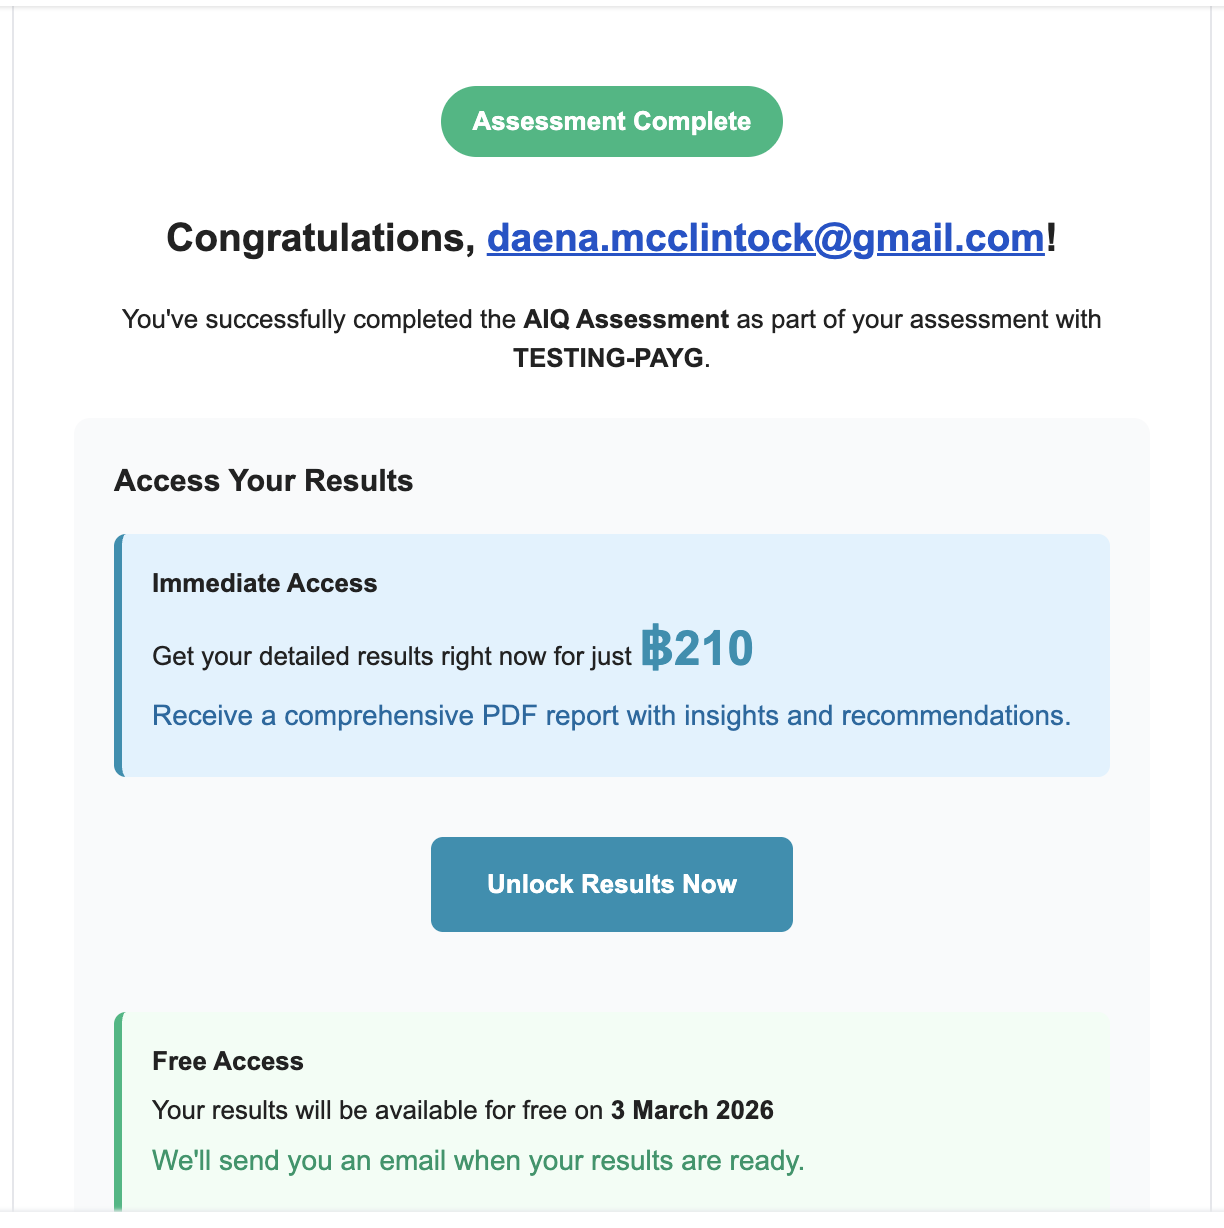 Assessment Complete
Congratulations, daena.mcclintock@gmail.com!
You've successfully completed the AIQ Assessment as part of your assessment with
TESTING-PAYG.
Access Your Results
Immediate Access
Get your detailed results right now for just ฿210
Receive a comprehensive PDF report with insights and recommendations.
Unlock Results Now
Free Access
Your results will be available for free on 3 March 2026
We'll send you an email when your results are ready.